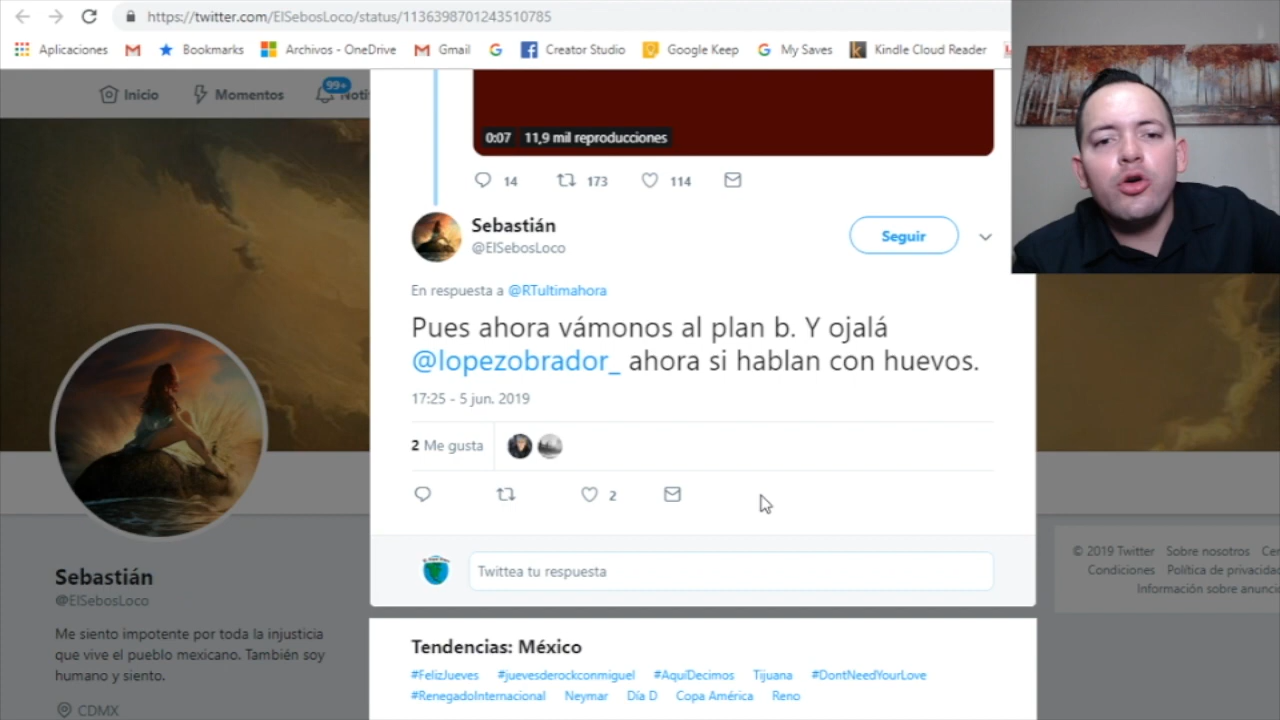 https://twitter.com/ElSebosLoco/status/1136398701243510785
Aplicaciones Bookmarks Archivos - OneDrive Gmail Creator Studio Google Keep My Saves Kindle Cloud Reader
Inicio Momentos 99+ Noti
0:07 11,9 mil reproducciones
14 173 114
Sebastián
@ElSebosLoco
Seguir
En respuesta a @RTultimahora
Pues ahora vámonos al plan b. Y ojalá
@lopezobrador_ ahora si hablan con huevos.
17:25 - 5 jun. 2019
2 Me gusta
2
Twittea tu respuesta
Sebastián
@ElSebosLoco
Me siento impotente por toda la injusticia
que vive el pueblo mexicano. También soy
humano y siento.
CDMX
Tendencias: México
#FelizJueves #juevesderockconmiguel #AquiDecimos Tijuana #DontNeedYourLove
#RenegadoInternacional Neymar Día D Copa América Reno
© 2019 Twitter Sobre nosotros Cen
Condiciones Política de privacidad
Información sobre anuncio